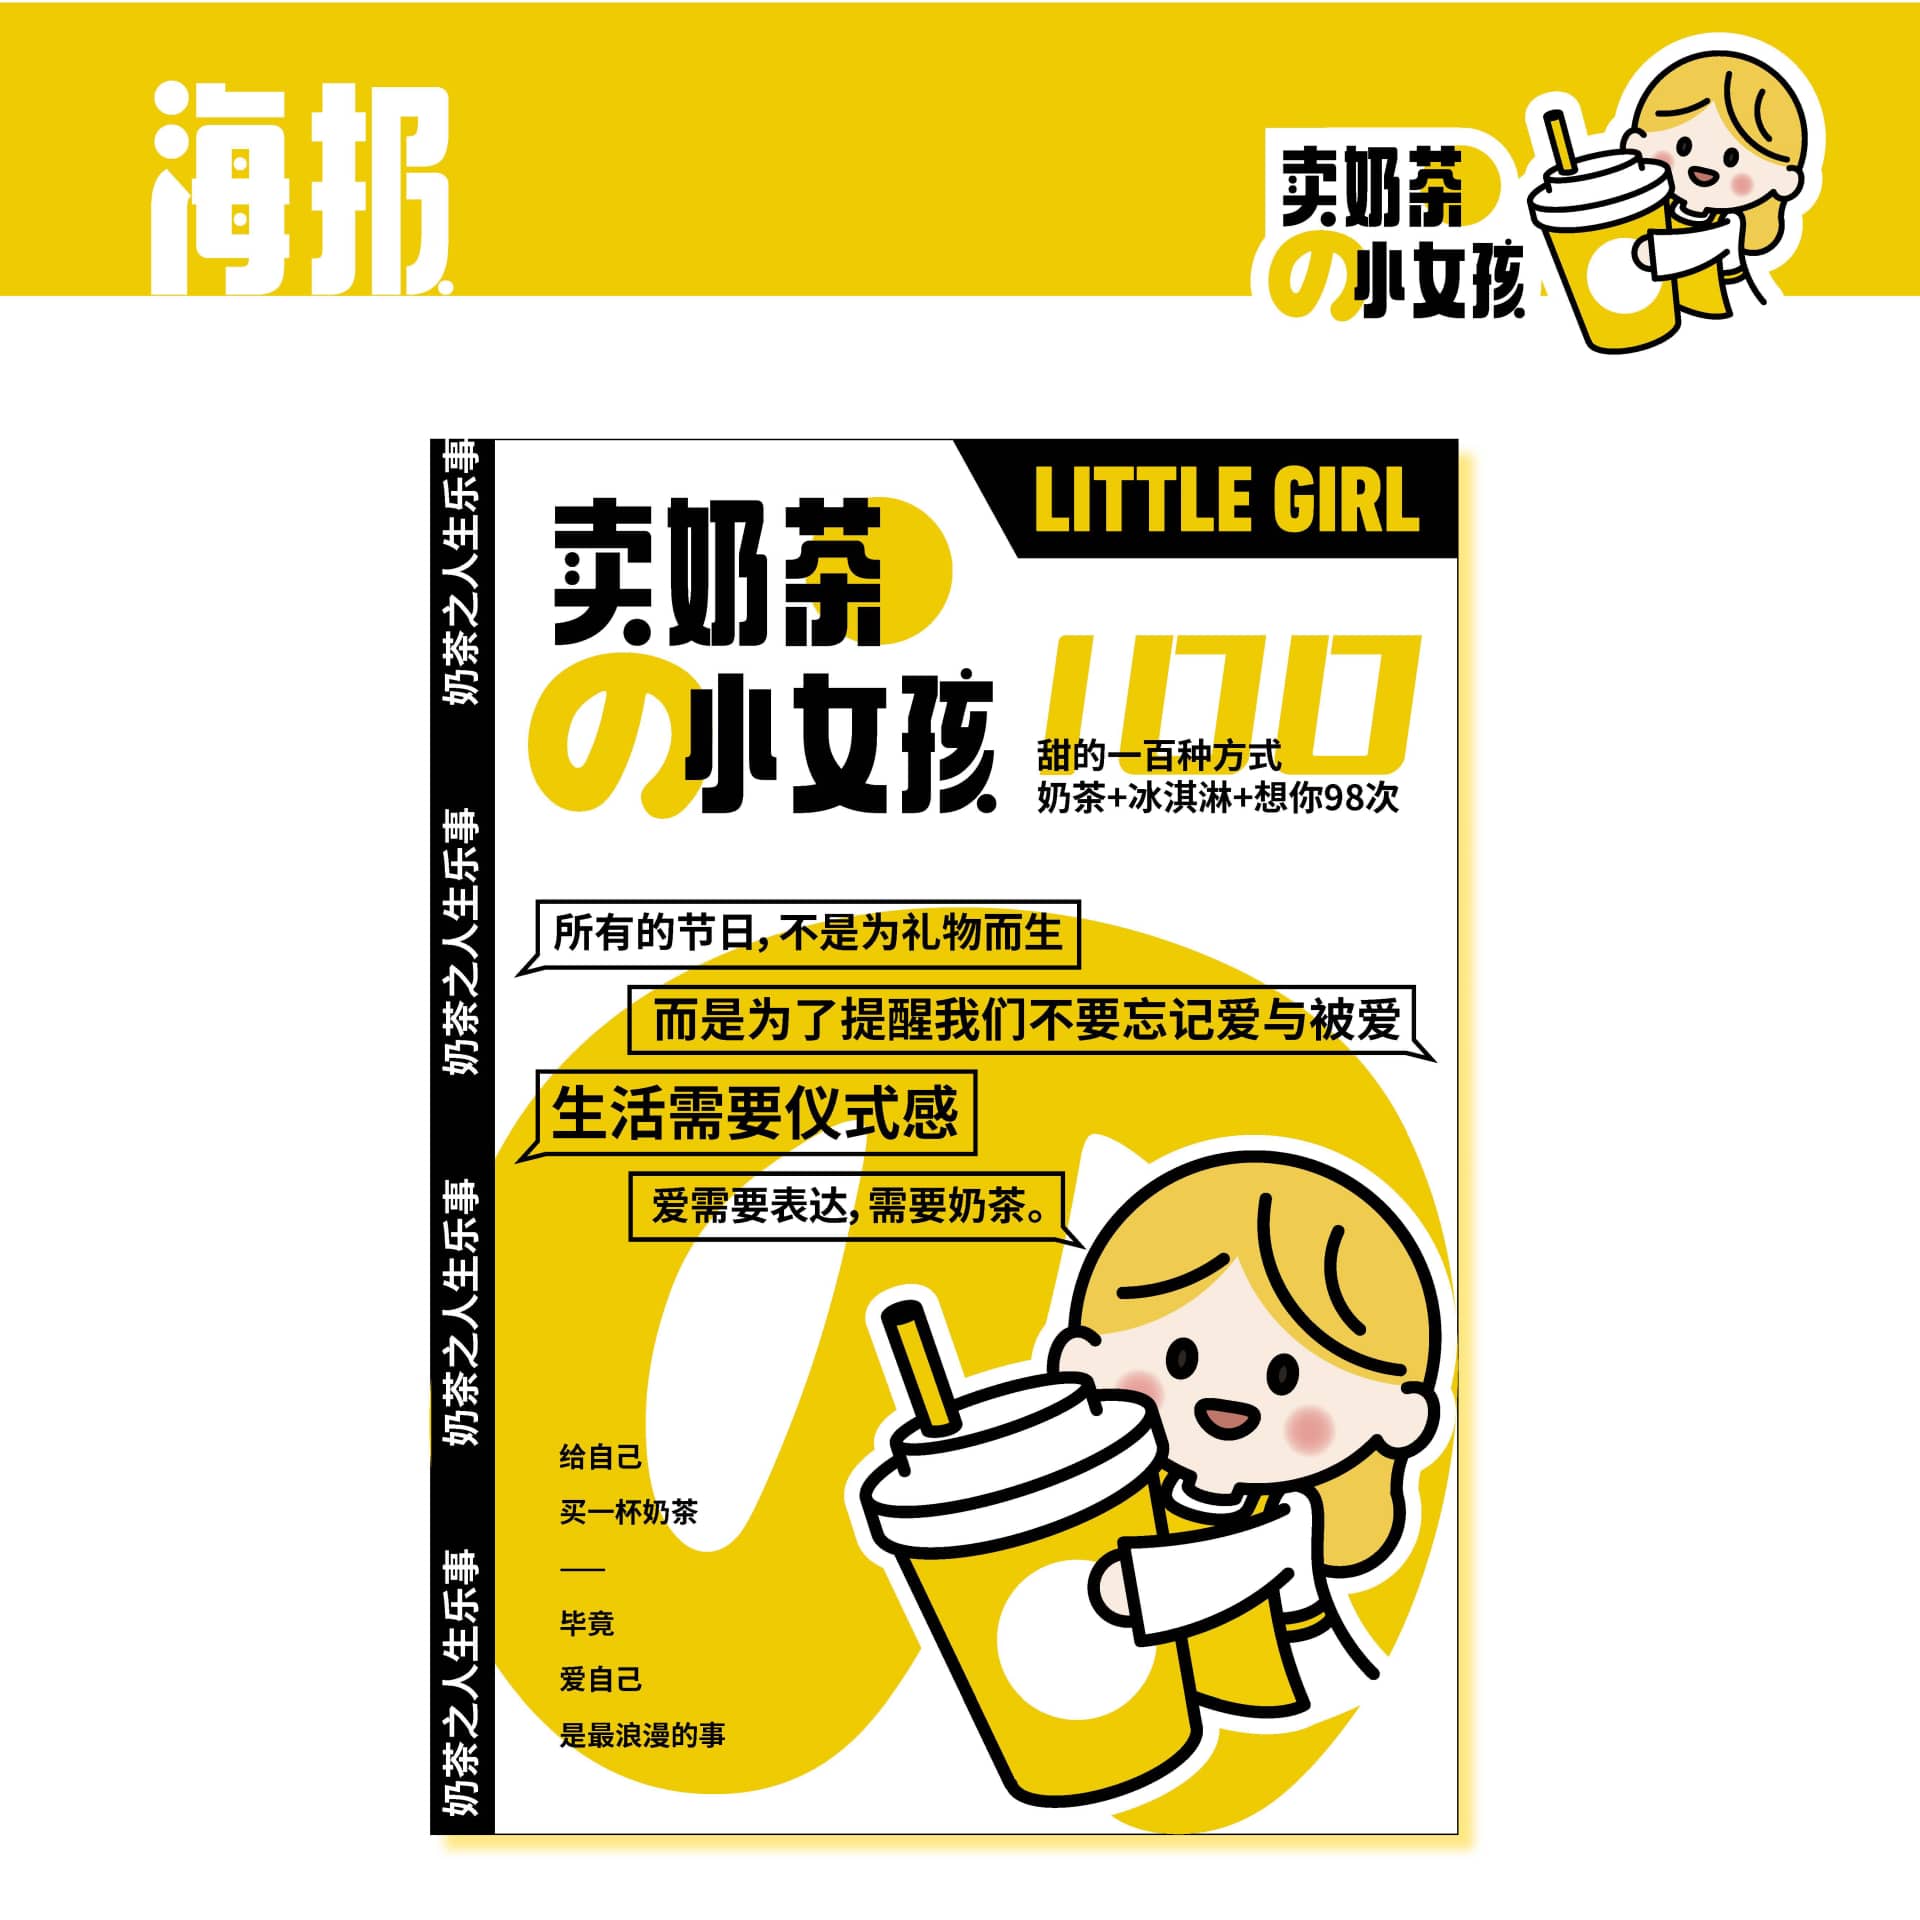 海报
卖奶茶
の小女孩
LITTLE GIRL
卖奶茶
の小女孩
100
甜的一百种方式
奶茶+冰淇淋+想你98次
所有的节日，不是为礼物而生
而是为了提醒我们不要忘记爱与被爱
生活需要仪式感
爱需要表达，需要奶茶。
给自己
买一杯奶茶
——
毕竟
爱自己
是最浪漫的事
奶茶之人生乐事
奶茶之人生乐事
奶茶之人生乐事
奶茶之人生乐事